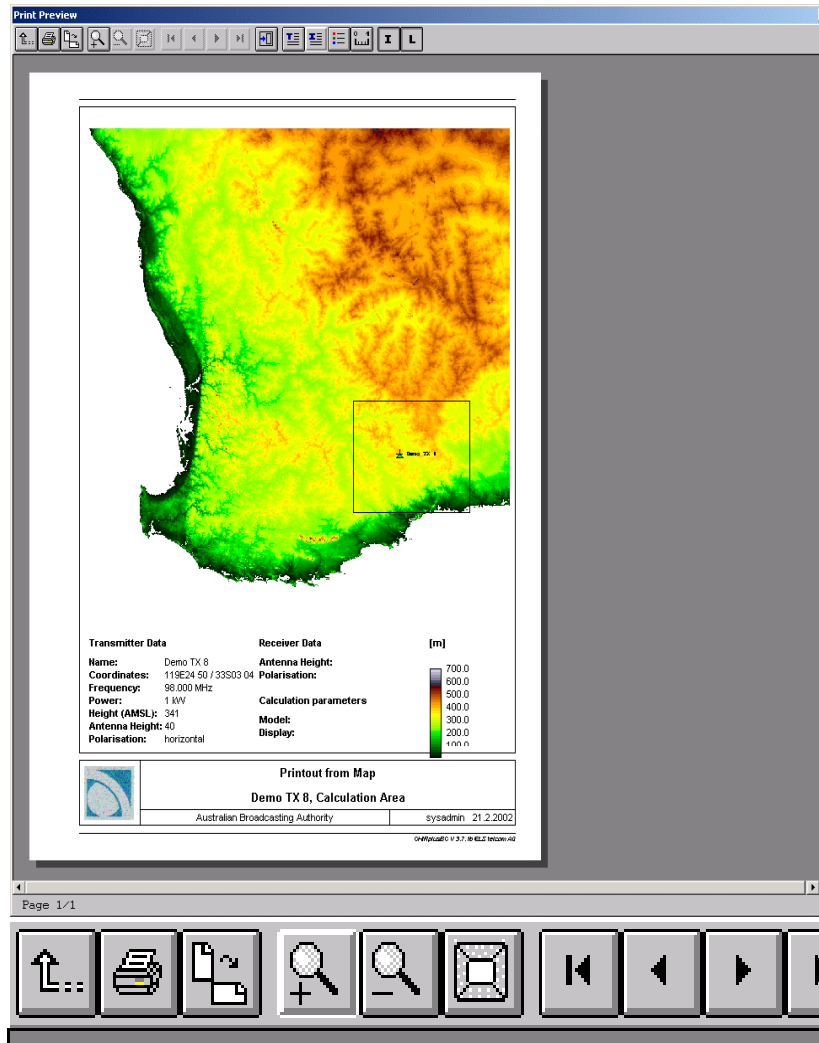 Print Preview
I L
Demo TX 8
Transmitter Data Receiver Data [m]
Name: Demo TX 8 Antenna Height:
Coordinates: 119E24 50 / 33S03 04 Polarisation:
Frequency: 98.000 MHz
Power: 1 kW Calculation parameters
Height (AMSL): 341 Model:
Antenna Height: 40 Display:
Polarisation: horizontal
700.0
600.0
500.0
400.0
300.0
200.0
100.0
Printout from Map
Demo TX 8, Calculation Area
Australian Broadcasting Authority sysadmin 21.2.2002
V 3.7. AG
Page 1/1